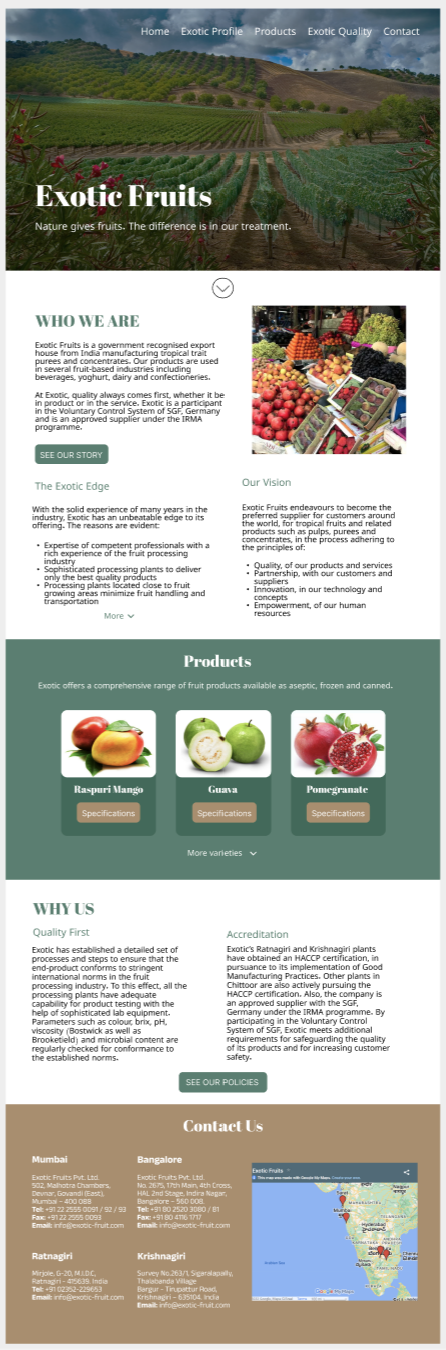 Home Exotic Profile Products Exotic Quality Contact
Exotic Fruits
Nature gives fruits. The difference is in our treatment.
WHO WE ARE
Exotic Fruits is a government recognised export
house from India manufacturing tropical trait
purees and concentrates. Our products are used
in several fruit-based industries including
beverages, yoghurt, dairy and confectioneries.
At Exotic, quality always comes first, whether it be
in product or in the service. Exotic is a participant
in the Voluntary Control System of SGF, Germany
and is an approved supplier under the IRMA
programme.
SEE OUR STORY
The Exotic Edge
With the solid experience of many years in the
industry, Exotic has an unbeatable edge to its
offering. The reasons are evident:
• Expertise of competent professionals with a
rich experience of the fruit processing
industry
• Sophisticated processing plants to deliver
only the best quality products
• Processing plants located close to fruit
growing areas minimize fruit handling and
transportation
More
Our Vision
Exotic Fruits endeavours to become the
preferred supplier for customers around
the world, for tropical fruits and related
products such as pulps, purees and
concentrates, in the process adhering to
the principles of:
• Quality, of our products and services
• Partnership, with our customers and
suppliers
• Innovation, in our technology and
concepts
• Empowerment, of our human
resources
Products
Exotic offers a comprehensive range of fruit products available as aseptic, frozen and canned.
Raspuri Mango
Specifications
Guava
Specifications
Pomegranate
Specifications
More varieties
WHY US
Quality First
Exotic has established a detailed set of
processes and steps to ensure that the
end-product conforms to stringent
international norms in the fruit
processing industry. To this effect, all the
processing plants have adequate
capability for product testing with the
help of sophisticated lab equipment.
Parameters such as colour, brix, pH,
viscosity (Bostwick as well as
Brooketield) and microbial content are
regularly checked for conformance to
the established norms.
Accreditation
Exotic's Ratnagiri and Krishnagiri plants
have obtained an HACCP certification, in
pursuance to its implementation of Good
Manufacturing Practices. Other plants in
Chittoor are also actively pursuing the
HACCP certification. Also, the company is
an approved supplier with the SGF,
Germany under the IRMA programme. By
participating in the Voluntary Control
System of SGF, Exotic meets additional
requirements for safeguarding the quality
of its products and for increasing customer
safety.
SEE OUR POLICIES
Contact Us
Mumbai
Exotic Fruits Pvt. Ltd.
502, Malhotra Chambers,
Deonar, Govandi (East),
Mumbai – 400 088
Tel: +91 22 2555 0091 / 92 / 93
Fax: +91 22 2555 0093
Email: info@exotic-fruit.com
Bangalore
Exotic Fruits Pvt. Ltd.
No. 2675, 17th Main, 4th Cross,
HAL 2nd Stage, Indira Nagar,
Bangalore – 560 008.
Tel: +91 80 2520 3080 / 81
Fax: +91 80 4116 1717
Email: info@exotic-fruit.com
Ratnagiri
Mirjole, G-20, M.I.D.C,
Ratnagiri - 415639. India
Tel: +91 02352-229653
Email: info@exotic-fruit.com
Krishnagiri
Survey No.263/1, Sigaralapally,
Thalabanda Village
Bargur – Tirupattur Road,
Krishnagiri – 635104. India
Email: info@exotic-fruit.com
Exotic Fruits
This map was made with Google My Maps. Create your own.
Surat
MAHARASHTRA
Mumbai
Hyderabad
TELANGANA
KARNATAKA
TAMIL NADU
Arabian Sea
Google My Maps